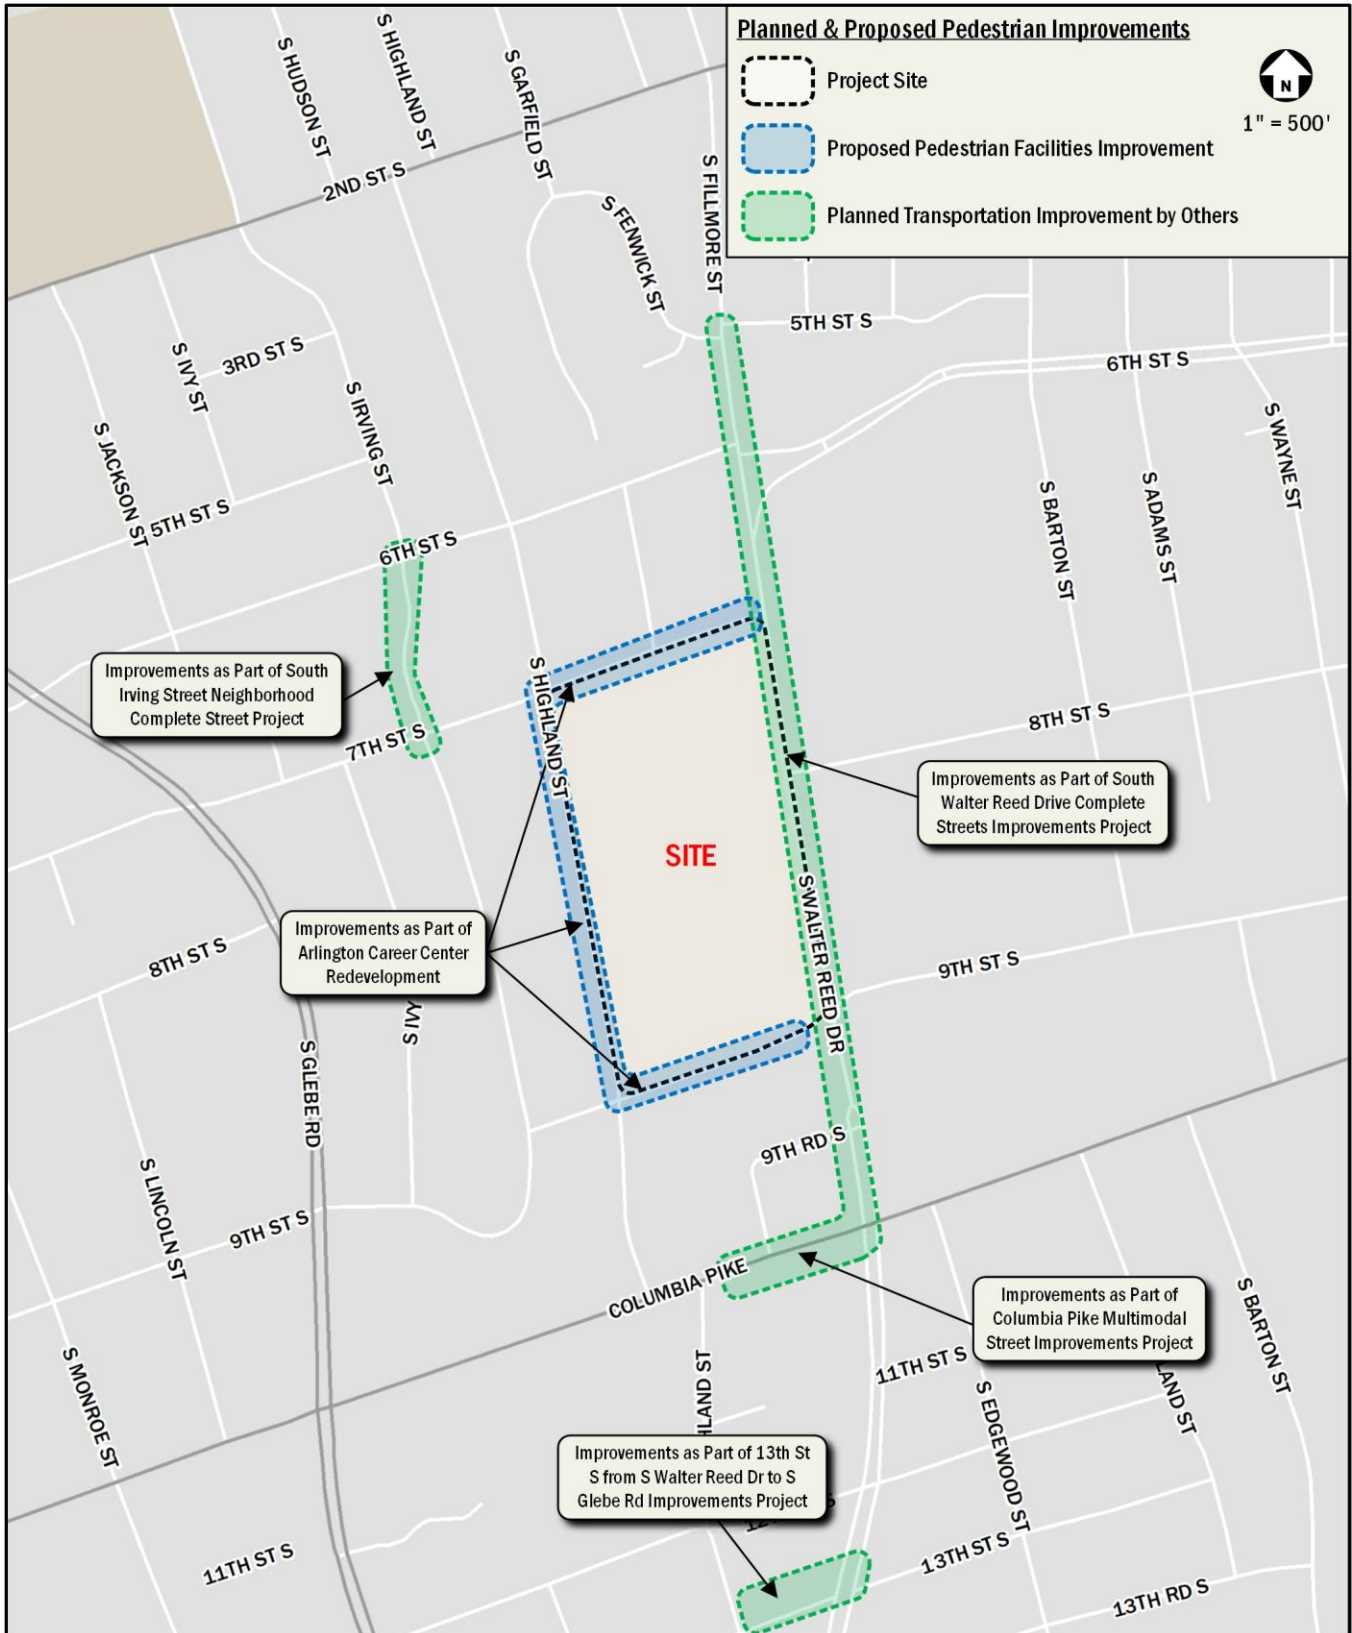 Planned & Proposed Pedestrian Improvements
Project Site
Proposed Pedestrian Facilities Improvement
Planned Transportation Improvement by Others
N
1" = 500'
S HUDSON ST
S HIGHLAND ST
S GARFIELD ST
2ND ST S
S FENWICK ST
S FILLMORE ST
5TH ST S
6TH ST S
3RD ST S
S IVY ST
S IRVING ST
S JACKSON ST
5TH ST S
6TH ST S
S WAYNE ST
S ADAMS ST
S BARTON ST
Improvements as Part of South
Irving Street Neighborhood
Complete Street Project
7TH ST S
S HIGHLAND ST
8TH ST S
Improvements as Part of South
Walter Reed Drive Complete
Streets Improvements Project
SITE
S WALTER REED DR
Improvements as Part of
Arlington Career Center
Redevelopment
8TH ST S
9TH ST S
S IVY
S GLEBE RD
9TH RD S
S LINCOLN ST
9TH ST S
COLUMBIA PIKE
Improvements as Part of
Columbia Pike Multimodal
Street Improvements Project
S BARTON ST
S MONROE ST
11TH ST S
HLAND ST
S EDGEWOOD ST
LAND ST
Improvements as Part of 13th St
S from S Walter Reed Dr to S
Glebe Rd Improvements Project
11TH ST S
13TH ST S
13TH RD S